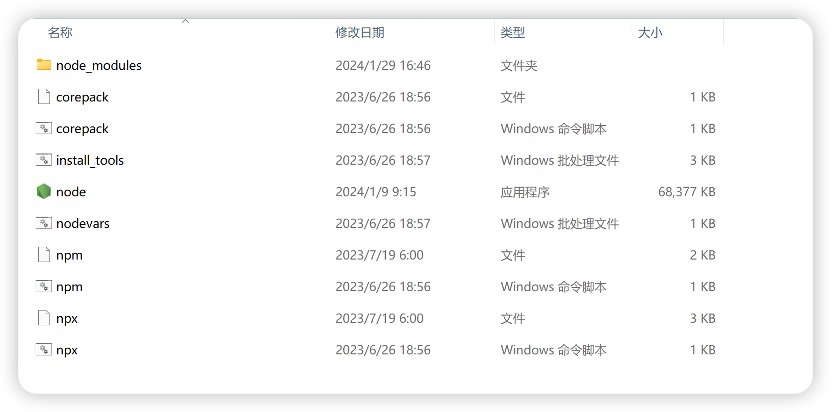 名称 修改日期 类型 大小
node_modules 2024/1/29 16:46 文件夹
corepack 2023/6/26 18:56 文件 1 KB
corepack 2023/6/26 18:56 Windows 命令脚本 1 KB
install_tools 2023/6/26 18:57 Windows 批处理文件 3 KB
node 2024/1/9 9:15 应用程序 68,377 KB
nodevars 2023/6/26 18:57 Windows 批处理文件 1 KB
npm 2023/7/19 6:00 文件 2 KB
npm 2023/6/26 18:56 Windows 命令脚本 1 KB
npx 2023/7/19 6:00 文件 3 KB
npx 2023/6/26 18:56 Windows 命令脚本 1 KB